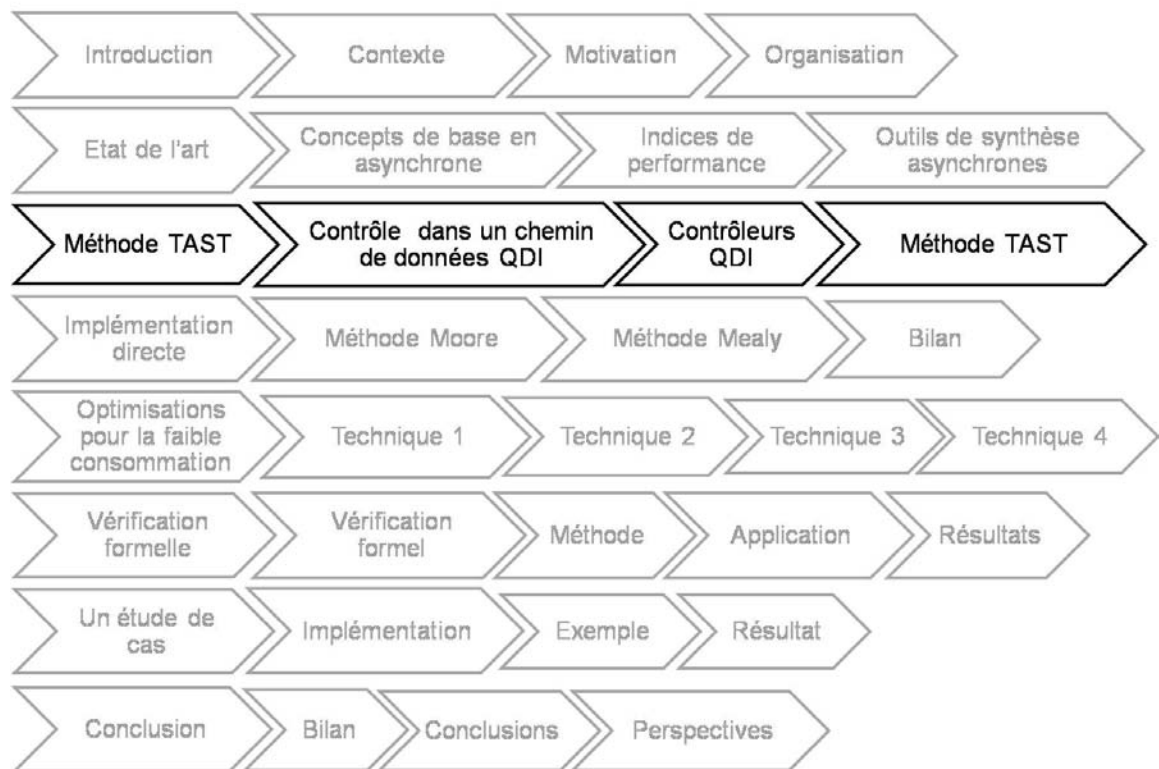 Introduction
Contexte
Motivation
Organisation
Etat de l'art
Concepts de base en
asynchrone
Indices de
performance
Outils de synthèse
asynchrones
Méthode TAST
Contrôle dans un chemin
de données QDI
Contrôleurs
QDI
Méthode TAST
Implémentation
directe
Méthode Moore
Méthode Mealy
Bilan
Optimisations
pour la faible
consommation
Technique 1
Technique 2
Technique 3
Technique 4
Vérification
formelle
Vérification
formel
Méthode
Application
Résultats
Un étude de
cas
Implémentation
Exemple
Résultat
Conclusion
Bilan
Conclusions
Perspectives